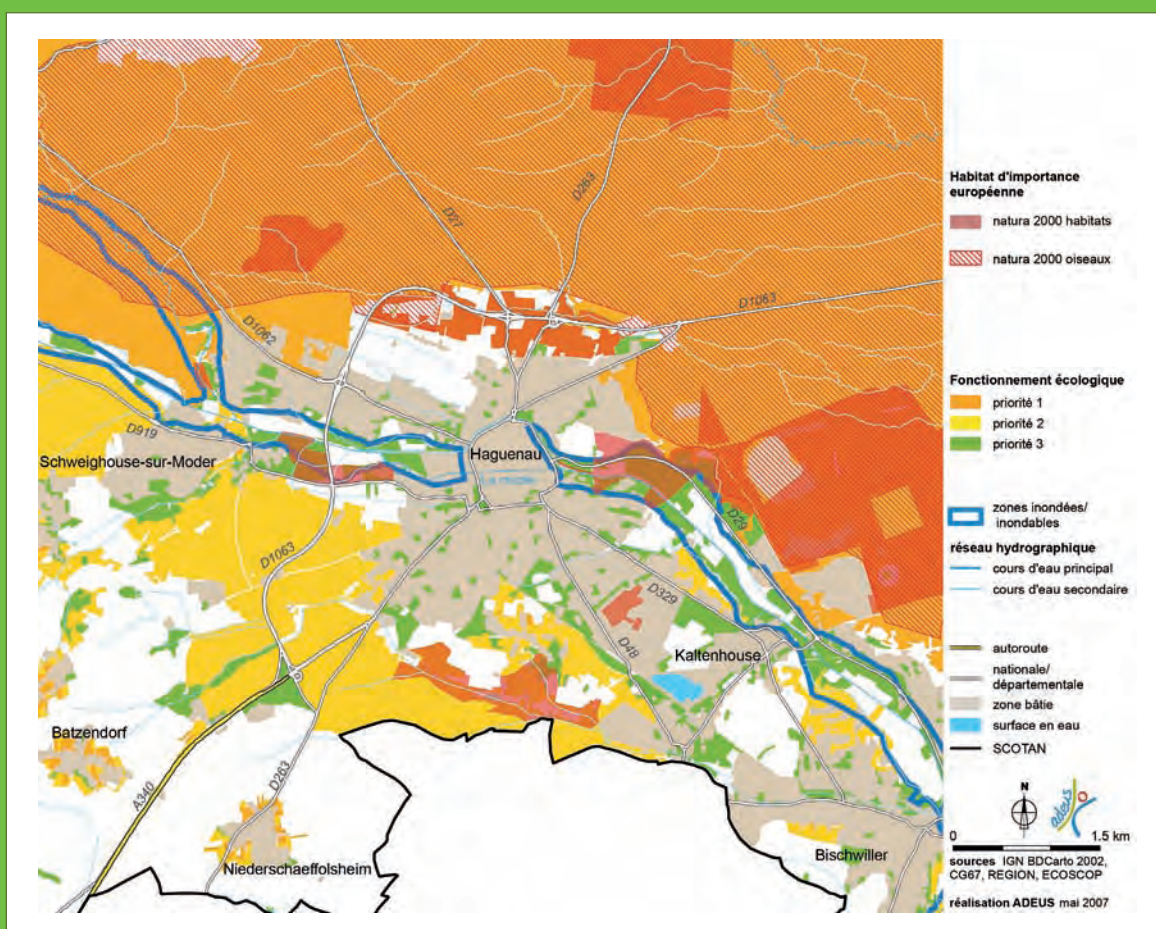 D27
D263
D1063
D1062
D919
Schweighouse-sur-Moder
Haguenau
D29
D1063
D329
Kaltenhouse
D48
Batzendorf
A340
D263
Niederschaeffolsheim
Bischwiller
Habitat d'importance
européenne
natura 2000 habitats
natura 2000 oiseaux
Fonctionnement écologique
priorité 1
priorité 2
priorité 3
zones inondées/
inondables
réseau hydrographique
cours d'eau principal
cours d'eau secondaire
autoroute
nationale/
départementale
zone bâtie
surface en eau
SCOTAN
N
adeus
0 1.5 km
sources IGN BDCarto 2002,
CG67, REGION, ECOSCOP
réalisation ADEUS mai 2007